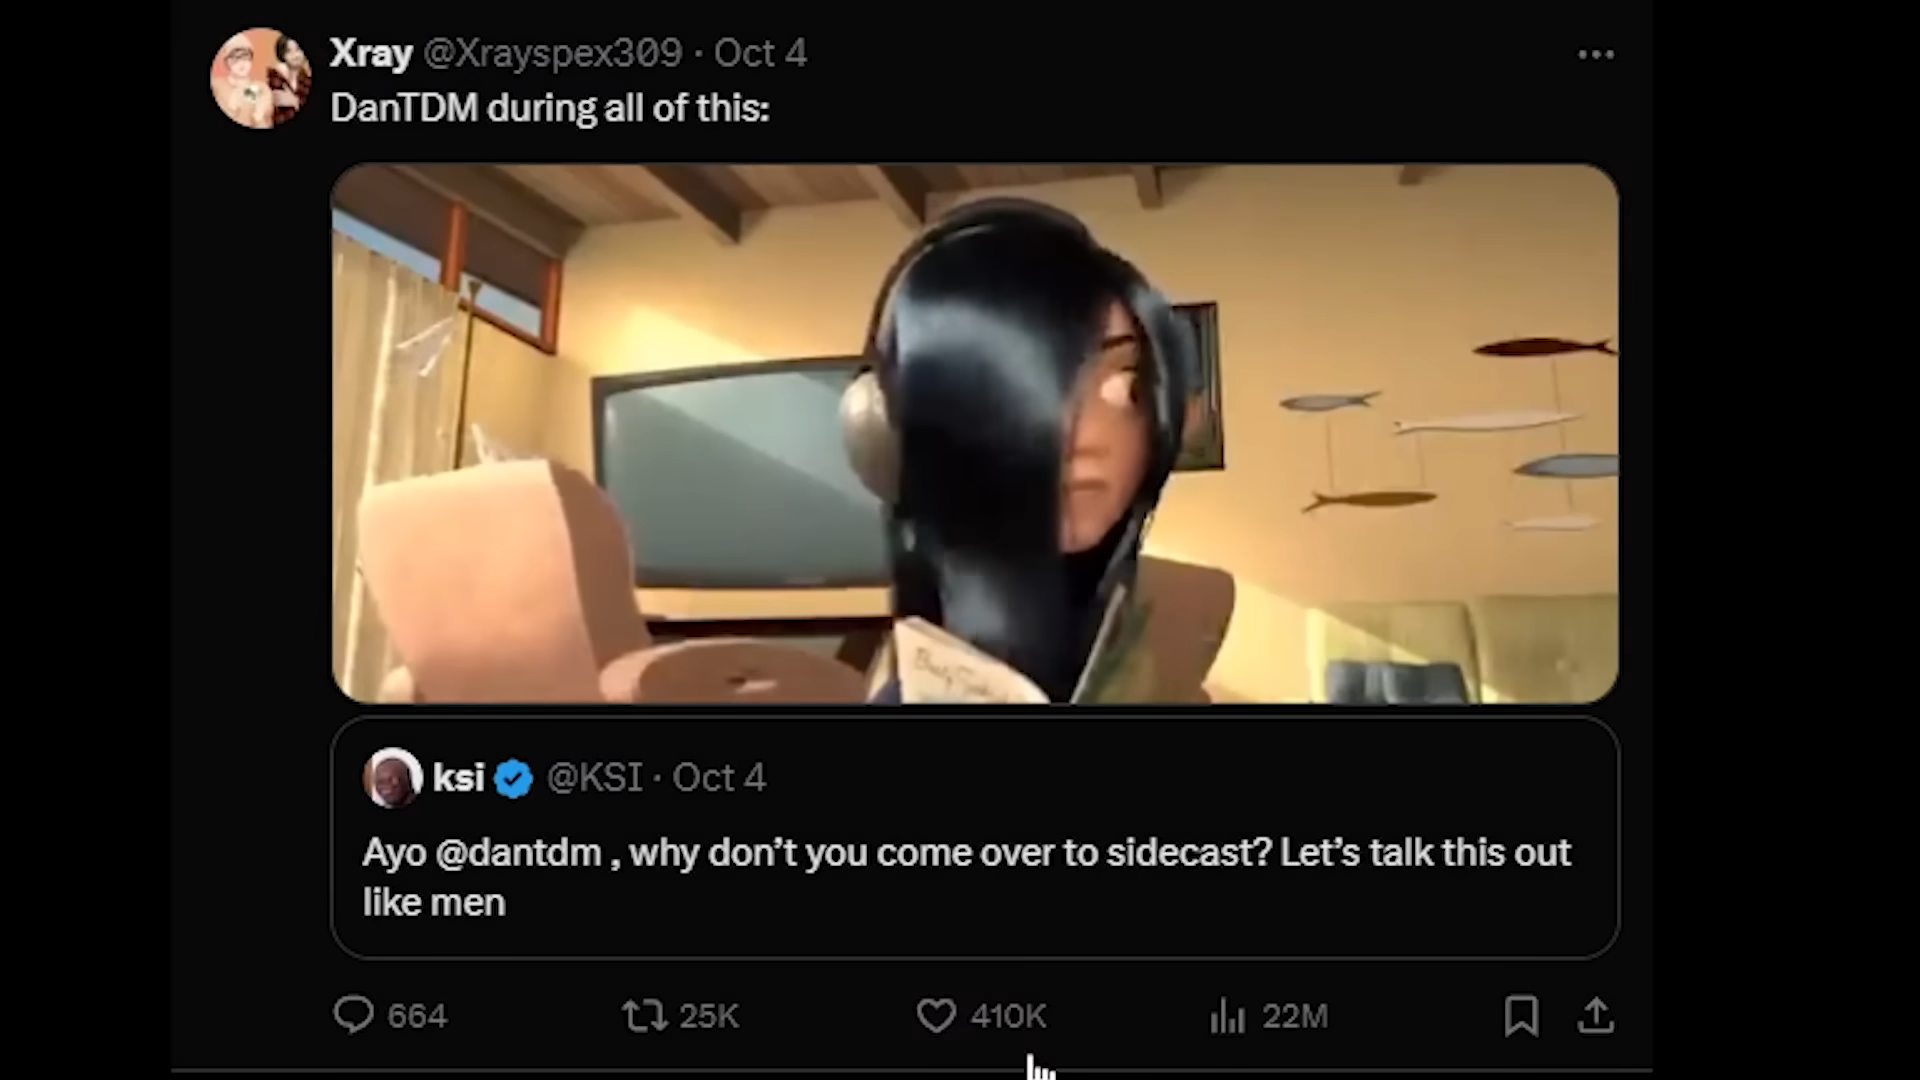 Xray @Xrayspex309 · Oct 4
DanTDM during all of this:
ksi @KSI · Oct 4
Ayo @dantdm , why don’t you come over to sidecast? Let’s talk this out
like men
664 25K 410K 22M